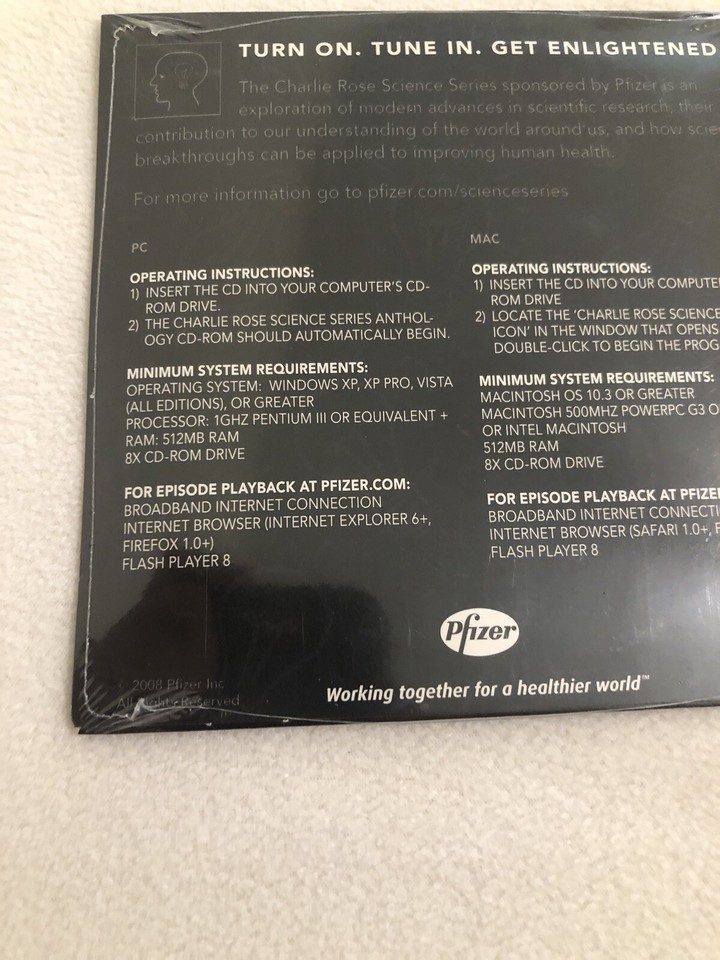 TURN ON. TUNE IN. GET ENLIGHTENED
The Charlie Rose Science Series sponsored by Pfizer is an
exploration of modern advances in scientific research, their
contribution to our understanding of the world around us, and how
breakthroughs can be applied to improving human health.
For more information go to pfizer.com/scienceseries
PC
OPERATING INSTRUCTIONS:
1) INSERT THE CD INTO YOUR COMPUTER'S CD-
ROM DRIVE.
2) THE CHARLIE ROSE SCIENCE SERIES ANTHOL-
OGY CD-ROM SHOULD AUTOMATICALLY BEGIN.
MINIMUM SYSTEM REQUIREMENTS:
OPERATING SYSTEM: WINDOWS XP, XP PRO, VISTA
(ALL EDITIONS), OR GREATER
PROCESSOR: 1GHZ PENTIUM III OR EQUIVALENT +
RAM: 512MB RAM
8X CD-ROM DRIVE
FOR EPISODE PLAYBACK AT PFIZER.COM:
BROADBAND INTERNET CONNECTION
INTERNET BROWSER (INTERNET EXPLORER 6+,
FIREFOX 1.0+)
FLASH PLAYER 8
MAC
OPERATING INSTRUCTIONS:
1) INSERT THE CD INTO YOUR
ROM DRIVE
2) LOCATE THE 'CHARLIE ROSE SCIENCE
ICON' IN THE WINDOW THAT OPENS
DOUBLE-CLICK TO BEGIN THE
MINIMUM SYSTEM REQUIREMENTS:
MACINTOSH OS 10.3 OR GREATER
MACINTOSH 500MHZ POWERPC G3
OR INTEL MACINTOSH
512MB RAM
8X CD-ROM DRIVE
FOR EPISODE PLAYBACK AT
BROADBAND INTERNET
INTERNET BROWSER (SAFARI 1.0+,
FLASH PLAYER 8
Pfizer
Working together for a healthier world™
© 2008 Pfizer Inc
All Rights Reserved